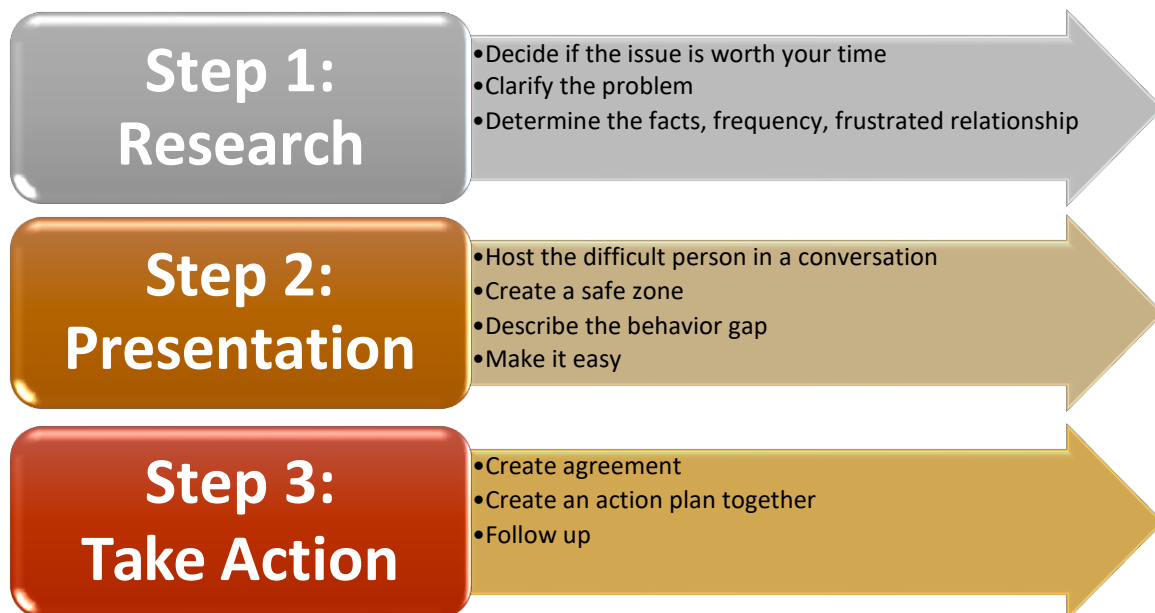 Step 1:
Research
•Decide if the issue is worth your time
•Clarify the problem
•Determine the facts, frequency, frustrated relationship
Step 2:
Presentation
•Host the difficult person in a conversation
•Create a safe zone
•Describe the behavior gap
•Make it easy
Step 3:
Take Action
•Create agreement
•Create an action plan together
•Follow up